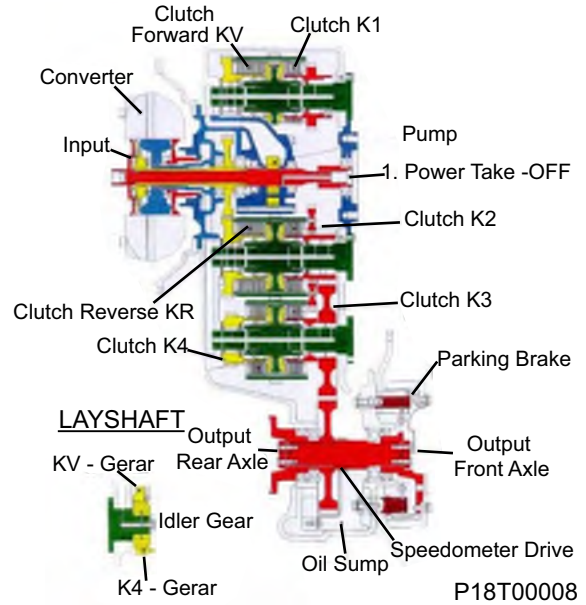 Clutch
Forward KV
Clutch K1
Converter
Input
Pump
1. Power Take -OFF
Clutch K2
Clutch Reverse KR
Clutch K3
Clutch K4
Parking Brake
LAYSHAFT
Output
Rear Axle
Output
Front Axle
KV - Gerar
Idler Gear
Speedometer Drive
Oil Sump
K4 - Gerar
P18T00008